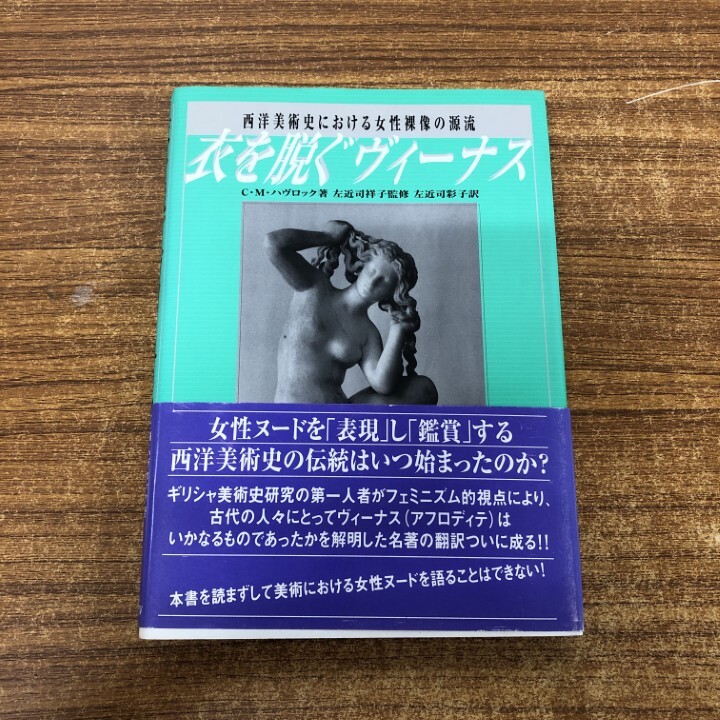 西洋美術史における女性裸像の源流
衣を脱ぐヴィーナス
C・M・ハヴロック著 左近司祥子監修 左近司彩子訳
女性ヌードを「表現」し「鑑賞」する
西洋美術史の伝統はいつ始まったのか?
ギリシャ美術史研究の第一人者がフェミニズム的視点により、
古代の人々にとってヴィーナス(アフロディテ)は
いかなるものであったかを解明した名著の翻訳ついに成る!!
本書を読まずして美術における女性ヌードを語ることはできない!